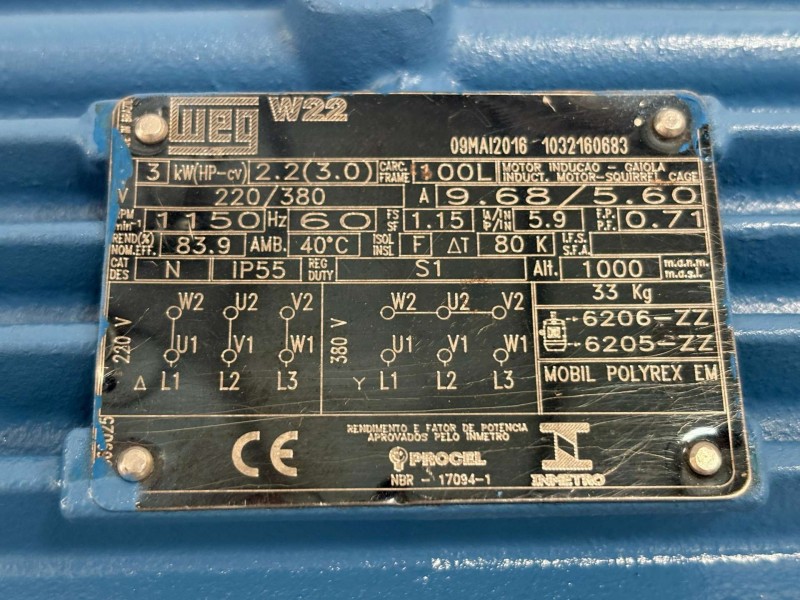 WEG W22
09MAI2016 1032160683
3 kW(HP-cv) 2.2(3.0) CARC. FRAME 100L MOTOR INDUCAO - GAIOLA
INDUCT. MOTOR-SQUIRREL CAGE
V 220/380 A 9.68/5.60
RPM min⁻¹ 1150 Hz 60 FS SF 1.15 IA/IN IP/IN 5.9 F.P. P.F. 0.71
REND(%) NOM.EFF. 83.9 AMB. 40°C ISOL INSL F ΔT 80 K I.F.S. S.F.A.
CAT DES N IP55 REG DUTY S1 Alt. 1000 m.a.n.m. m.a.s.l.
W2 U2 V2 W2 U2 V2 33 Kg
220 V 380 V 6206-ZZ
U1 V1 W1 U1 V1 W1 6205-ZZ
Δ L1 L2 L3 Y L1 L2 L3 MOBIL POLYREX EM
CE
RENDIMENTO E FATOR DE POTÊNCIA
APROVADOS PELO INMETRO
PROCEL
NBR - 17094-1
INMETRO